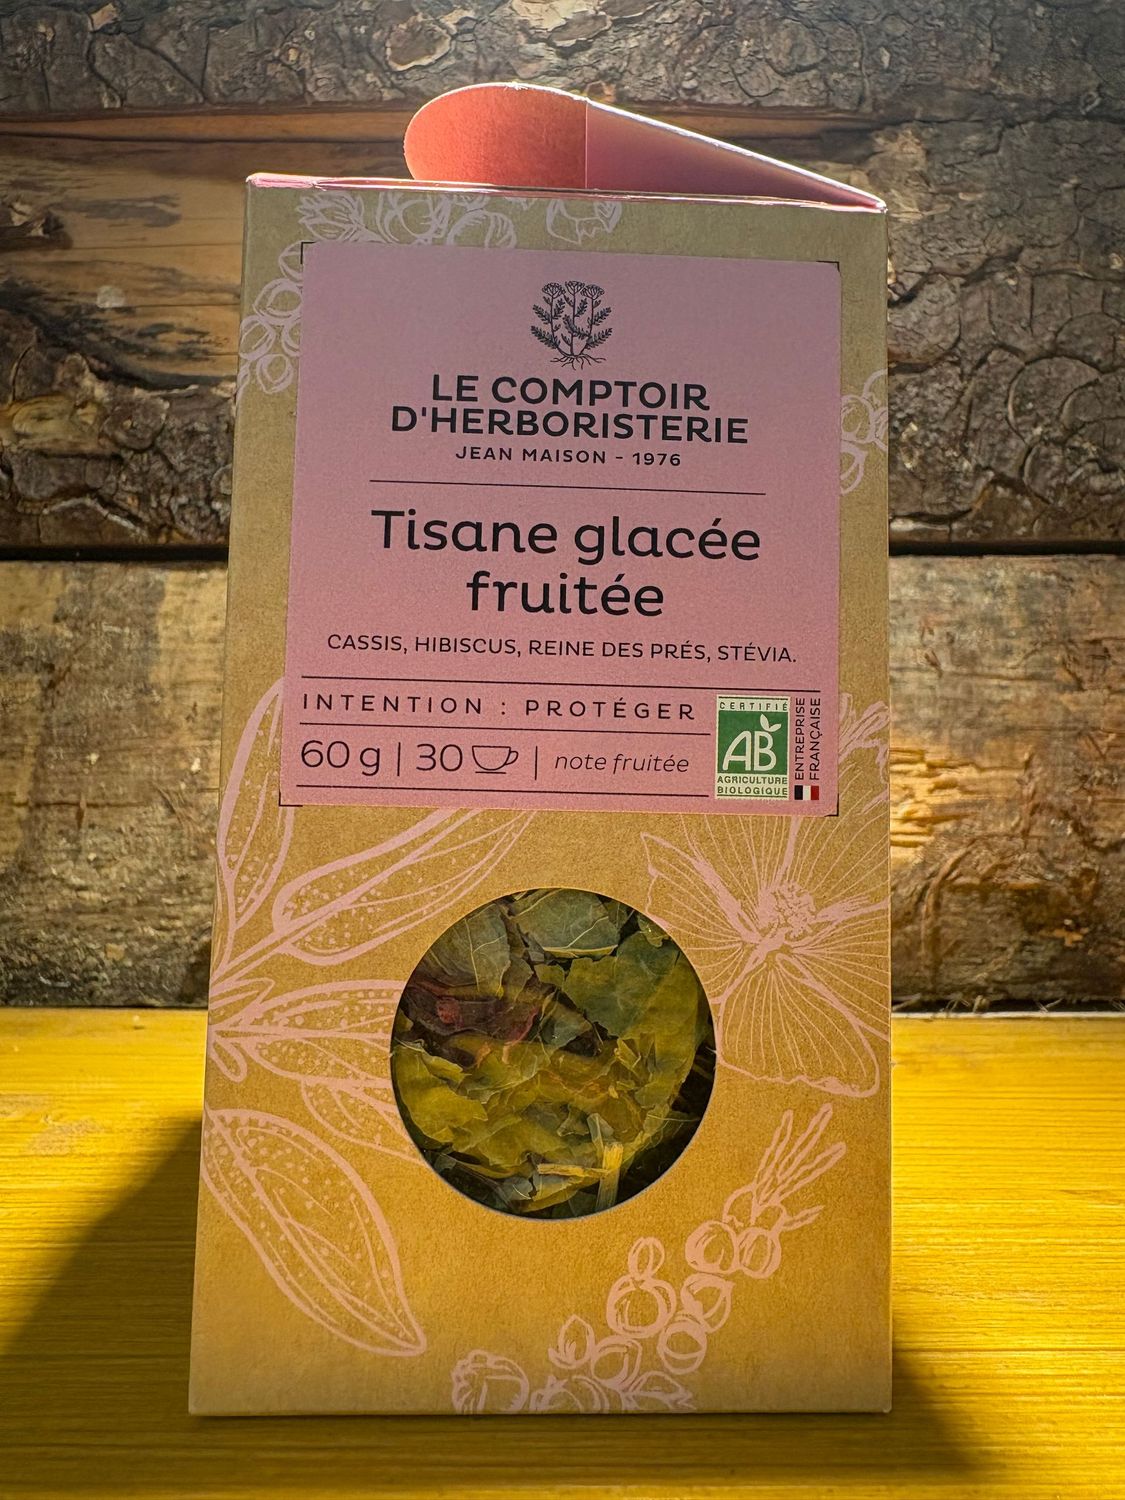 LE COMPTOIR
D'HERBORISTERIE
JEAN MAISON - 1976
Tisane glacée
fruitée
CASSIS, HIBISCUS, REINE DES PRÉS, STÉVIA.
INTENTION : PROTÉGER
60 g | 30 | note fruitée
CERTIFIÉ
AB
AGRICULTURE
BIOLOGIQUE
ENTREPRISE
FRANÇAISE